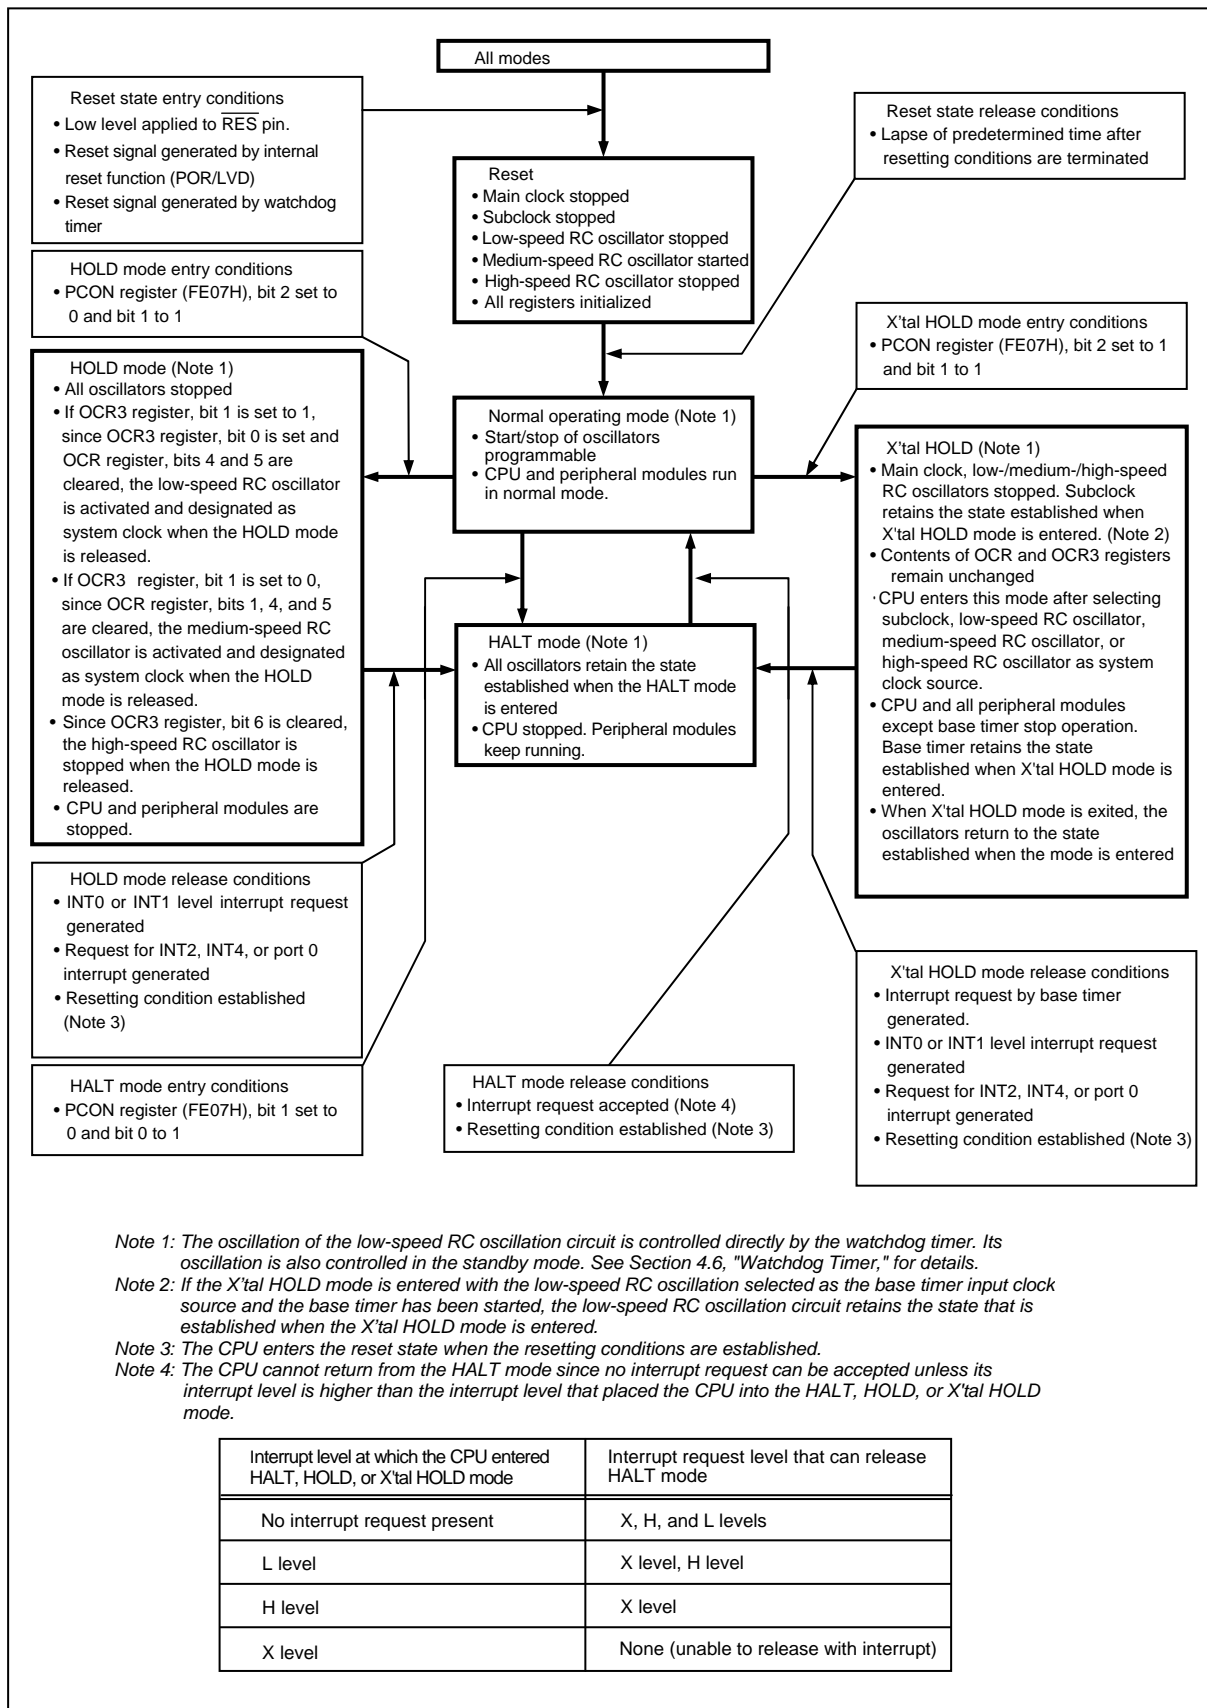 All modes
Reset state entry conditions
• Low level applied to RES pin.
• Reset signal generated by internal
reset function (POR/LVD)
• Reset signal generated by watchdog
timer
Reset state release conditions
• Lapse of predetermined time after
resetting conditions are terminated
Reset
• Main clock stopped
• Subclock stopped
• Low-speed RC oscillator stopped
• Medium-speed RC oscillator started
• High-speed RC oscillator stopped
• All registers initialized
HOLD mode entry conditions
• PCON register (FE07H), bit 2 set to
0 and bit 1 to 1
X'tal HOLD mode entry conditions
• PCON register (FE07H), bit 2 set to 1
and bit 1 to 1
HOLD mode (Note 1)
• All oscillators stopped
• If OCR3 register, bit 1 is set to 1,
since OCR3 register, bit 0 is set and
OCR register, bits 4 and 5 are
cleared, the low-speed RC oscillator
is activated and designated as
system clock when the HOLD mode
is released.
• If OCR3 register, bit 1 is set to 0,
since OCR register, bits 1, 4, and 5
are cleared, the medium-speed RC
oscillator is activated and designated
as system clock when the HOLD
mode is released.
• Since OCR3 register, bit 6 is cleared,
the high-speed RC oscillator is
stopped when the HOLD mode is
released.
• CPU and peripheral modules are
stopped.
Normal operating mode (Note 1)
• Start/stop of oscillators
programmable
• CPU and peripheral modules run
in normal mode.
X'tal HOLD (Note 1)
• Main clock, low-/medium-/high-speed
RC oscillators stopped. Subclock
retains the state established when
X'tal HOLD mode is entered. (Note 2)
• Contents of OCR and OCR3 registers
remain unchanged
· CPU enters this mode after selecting
subclock, low-speed RC oscillator,
medium-speed RC oscillator, or
high-speed RC oscillator as system
clock source.
• CPU and all peripheral modules
except base timer stop operation.
Base timer retains the state
established when X'tal HOLD mode is
entered.
• When X'tal HOLD mode is exited, the
oscillators return to the state
established when the mode is entered
HALT mode (Note 1)
• All oscillators retain the state
established when the HALT mode
is entered
• CPU stopped. Peripheral modules
keep running.
HOLD mode release conditions
• INT0 or INT1 level interrupt request
generated
• Request for INT2, INT4, or port 0
interrupt generated
• Resetting condition established
(Note 3)
X'tal HOLD mode release conditions
• Interrupt request by base timer
generated.
• INT0 or INT1 level interrupt request
generated
• Request for INT2, INT4, or port 0
interrupt generated
• Resetting condition established (Note 3)
HALT mode entry conditions
• PCON register (FE07H), bit 1 set to
0 and bit 0 to 1
HALT mode release conditions
• Interrupt request accepted (Note 4)
• Resetting condition established (Note 3)
Note 1: The oscillation of the low-speed RC oscillation circuit is controlled directly by the watchdog timer. Its
oscillation is also controlled in the standby mode. See Section 4.6, "Watchdog Timer," for details.
Note 2: If the X'tal HOLD mode is entered with the low-speed RC oscillation selected as the base timer input clock
source and the base timer has been started, the low-speed RC oscillation circuit retains the state that is
established when the X'tal HOLD mode is entered.
Note 3: The CPU enters the reset state when the resetting conditions are established.
Note 4: The CPU cannot return from the HALT mode since no interrupt request can be accepted unless its
interrupt level is higher than the interrupt level that placed the CPU into the HALT, HOLD, or X'tal HOLD
mode.
Interrupt level at which the CPU entered
HALT, HOLD, or X'tal HOLD mode
Interrupt request level that can release
HALT mode
No interrupt request present
X, H, and L levels
L level
X level, H level
H level
X level
X level
None (unable to release with interrupt)